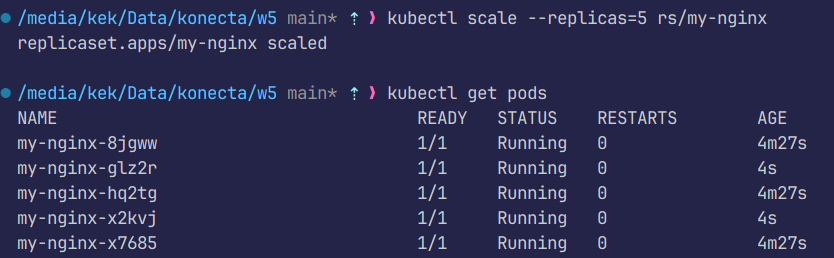 /media/kek/Data/konecta/w5 main* ⇡ ❯ kubectl scale --replicas=5 rs/my-nginx
replicaset.apps/my-nginx scaled
/media/kek/Data/konecta/w5 main* ⇡ ❯ kubectl get pods
NAME READY STATUS RESTARTS AGE
my-nginx-8jgww 1/1 Running 0 4m27s
my-nginx-glz2r 1/1 Running 0 4s
my-nginx-hq2tg 1/1 Running 0 4m27s
my-nginx-x2kvj 1/1 Running 0 4s
my-nginx-x7685 1/1 Running 0 4m27s